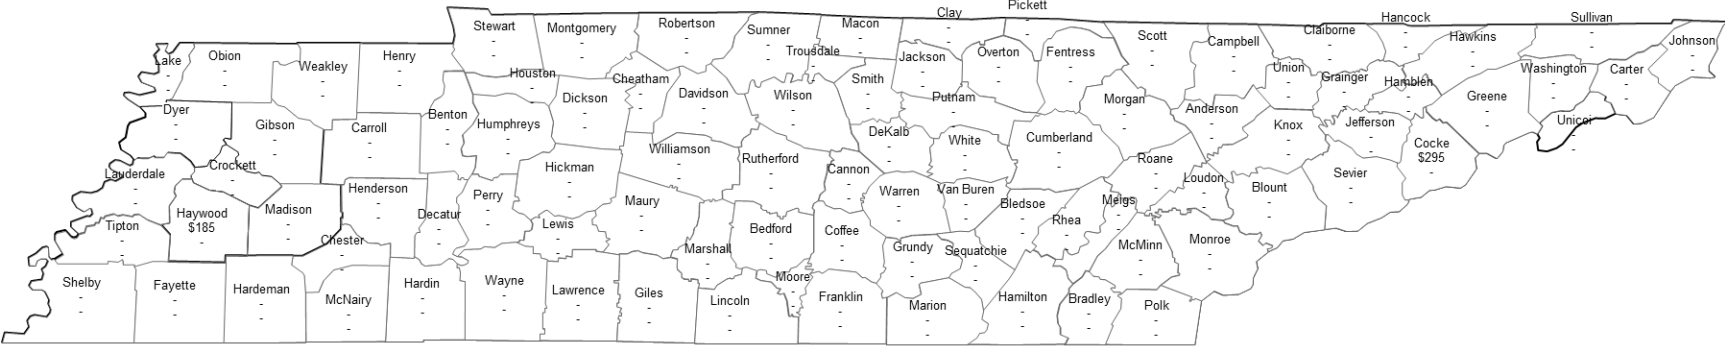 Pickett
Clay
Hancock
Sullivan
Stewart
-
Montgomery
-
Robertson
-
Sumner
-
Macon
-
Trousdale
-
Jackson
-
Overton
-
Fentress
-
Scott
-
Campbell
-
Claiborne
-
Hawkins
-
Johnson
-
Lake
-
Obion
-
Weakley
-
Henry
-
Houston
-
Cheatham
-
Smith
-
Union
-
Grainger
-
Hamblen
-
Washington
-
Carter
-
Dickson
-
Davidson
-
Wilson
-
Putnam
-
Morgan
-
Anderson
-
Greene
-
Dyer
-
Gibson
-
Carroll
-
Benton
-
Humphreys
-
Williamson
-
DeKalb
-
White
-
Cumberland
-
Knox
-
Jefferson
-
Unicoi
-
Cocke
$295
Lauderdale
-
Crockett
-
Hickman
-
Rutherford
-
Cannon
-
Roane
-
Loudon
-
Blount
-
Sevier
-
Haywood
$185
Madison
-
Henderson
-
Decatur
-
Perry
-
Maury
-
Warren
-
Van Buren
-
Bledsoe
-
Rhea
-
Meigs
-
Tipton
-
Chester
-
Lewis
-
Marshall
-
Bedford
-
Coffee
-
Grundy
-
Sequatchie
-
McMinn
-
Monroe
-
Shelby
-
Fayette
-
Hardeman
-
McNairy
-
Hardin
-
Wayne
-
Lawrence
-
Giles
-
Lincoln
-
Moore
-
Franklin
-
Marion
-
Hamilton
-
Bradley
-
Polk
-